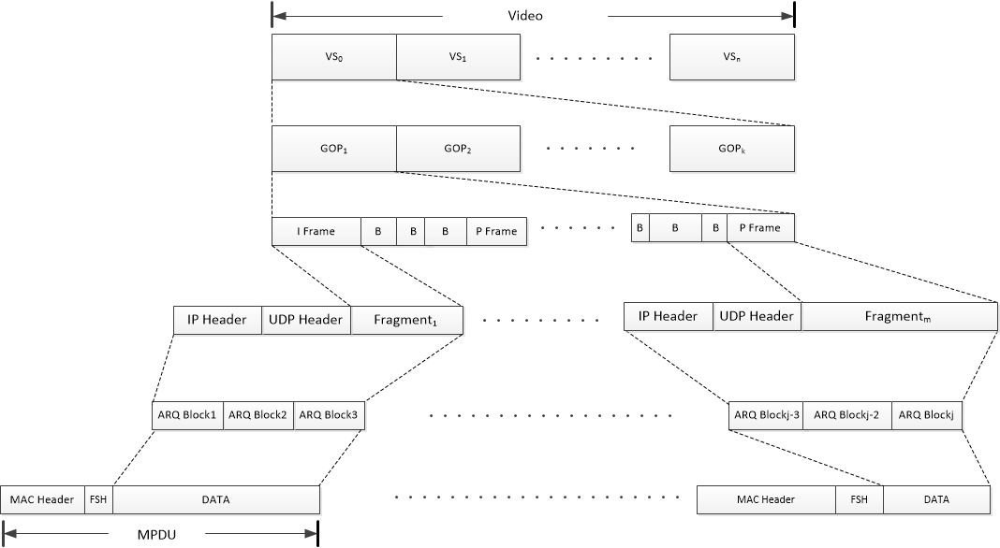 Video
VS0 VS1 VSn
GOP1 GOP2 GOPk
I Frame B B B P Frame B B B P Frame
IP Header UDP Header Fragment1 IP Header UDP Header Fragmentm
ARQ Block1 ARQ Block2 ARQ Block3 ARQ Blockj-3 ARQ Blockj-2 ARQ Blockj
MAC Header FSH DATA MAC Header FSH DATA
MPDU